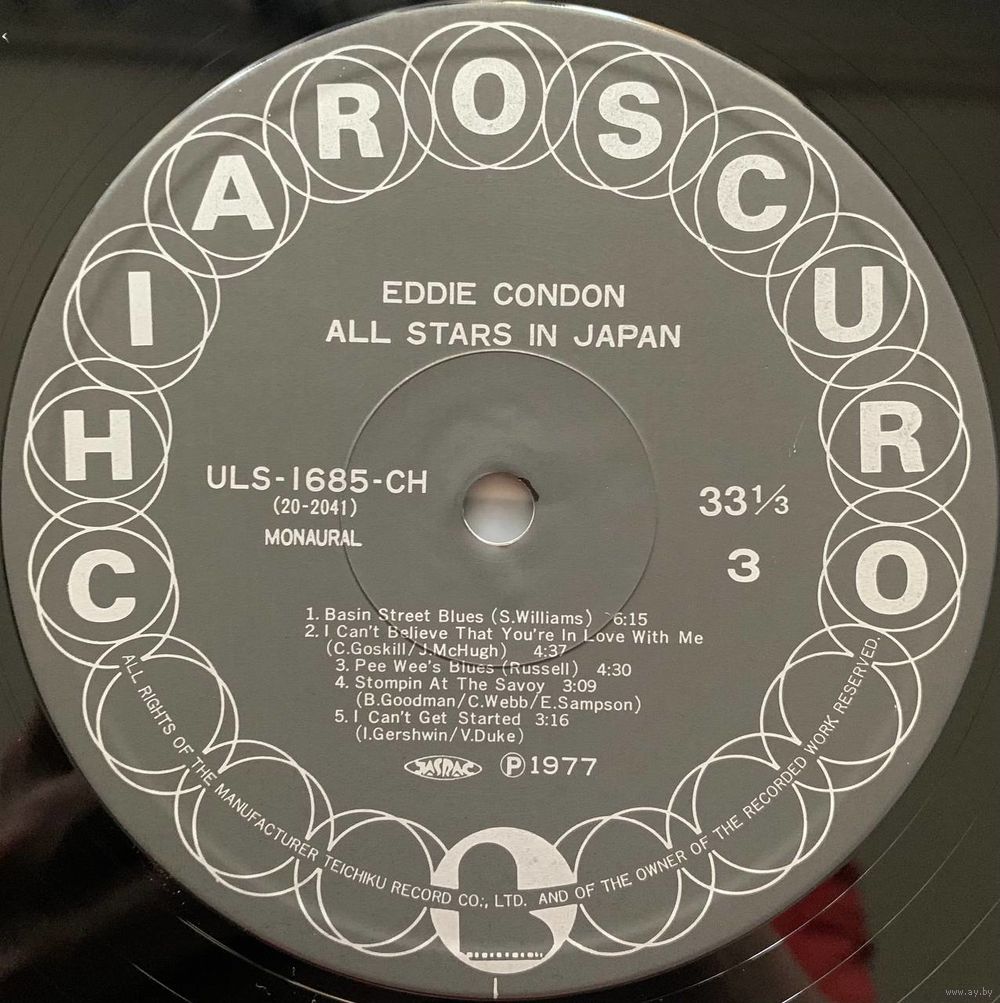 CHIAROSCURO
EDDIE CONDON
ALL STARS IN JAPAN
ULS-1685-CH
(20-2041)
MONAURAL
33⅓
3
1. Basin Street Blues (S.Williams) 6:15
2. I Can't Believe That You're In Love With Me
(C.Goskill/J.McHugh) 4:37
3. Pee Wee's Blues (Russell) 4:30
4. Stompin At The Savoy 3:09
(B.Goodman/C.Webb/E.Sampson)
5. I Can't Get Started 3:16
(I.Gershwin/V.Duke)
JASRAC ℗1977
ALL RIGHTS OF THE MANUFACTURER TEICHIKU RECORD CO., LTD. AND OF THE OWNER OF THE RECORDED WORK RESERVED.
www.ay.by